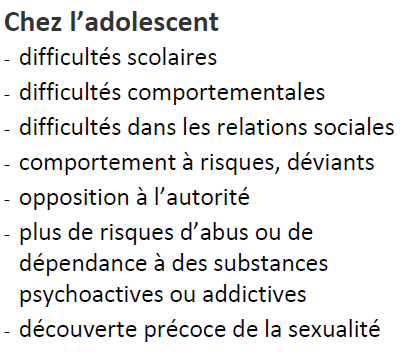 Chez l’adolescent
- difficultés scolaires
- difficultés comportementales
- difficultés dans les relations sociales
- comportement à risques, déviants
- opposition à l’autorité
- plus de risques d’abus ou de
dépendance à des substances
psychoactives ou addictives
- découverte précoce de la sexualité